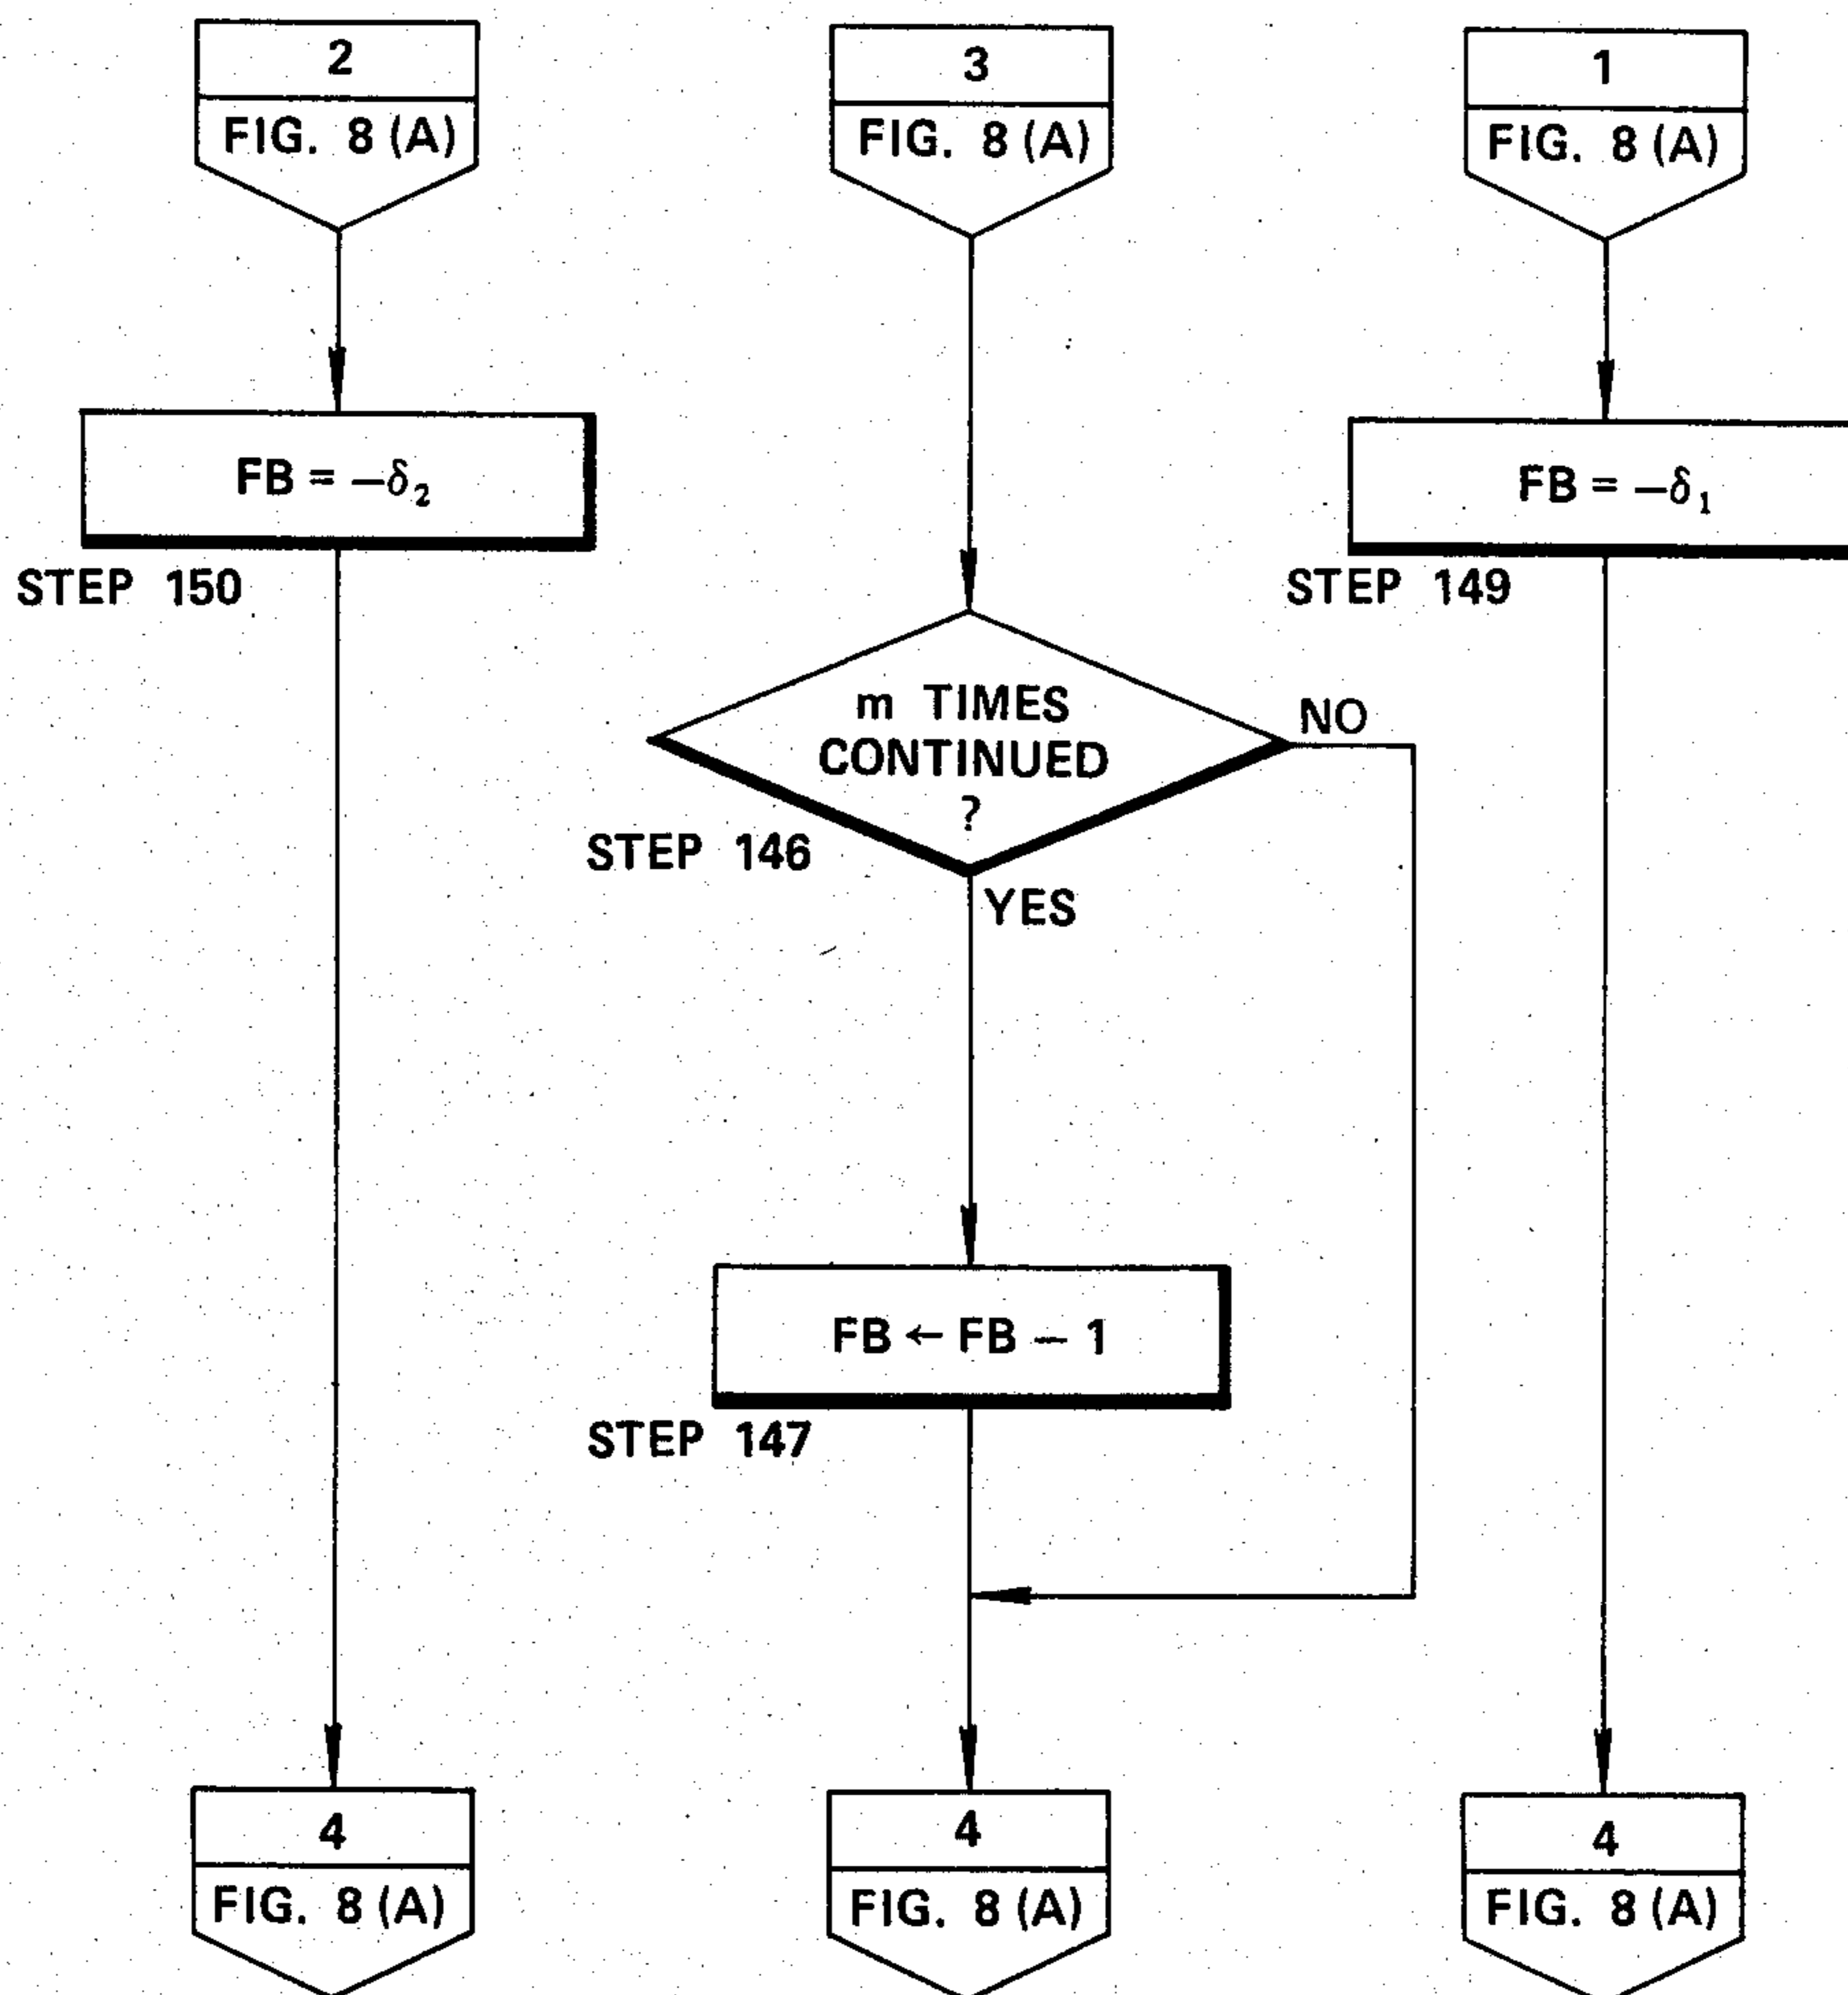 2
FIG. 8 (A)
3
FIG. 8 (A)
1
FIG. 8 (A)
FB = −δ₂
STEP 150
FB = −δ₁
STEP 149
m TIMES
CONTINUED
?
NO
STEP 146
YES
FB ← FB − 1
STEP 147
4
FIG. 8 (A)
4
FIG. 8 (A)
4
FIG. 8 (A)